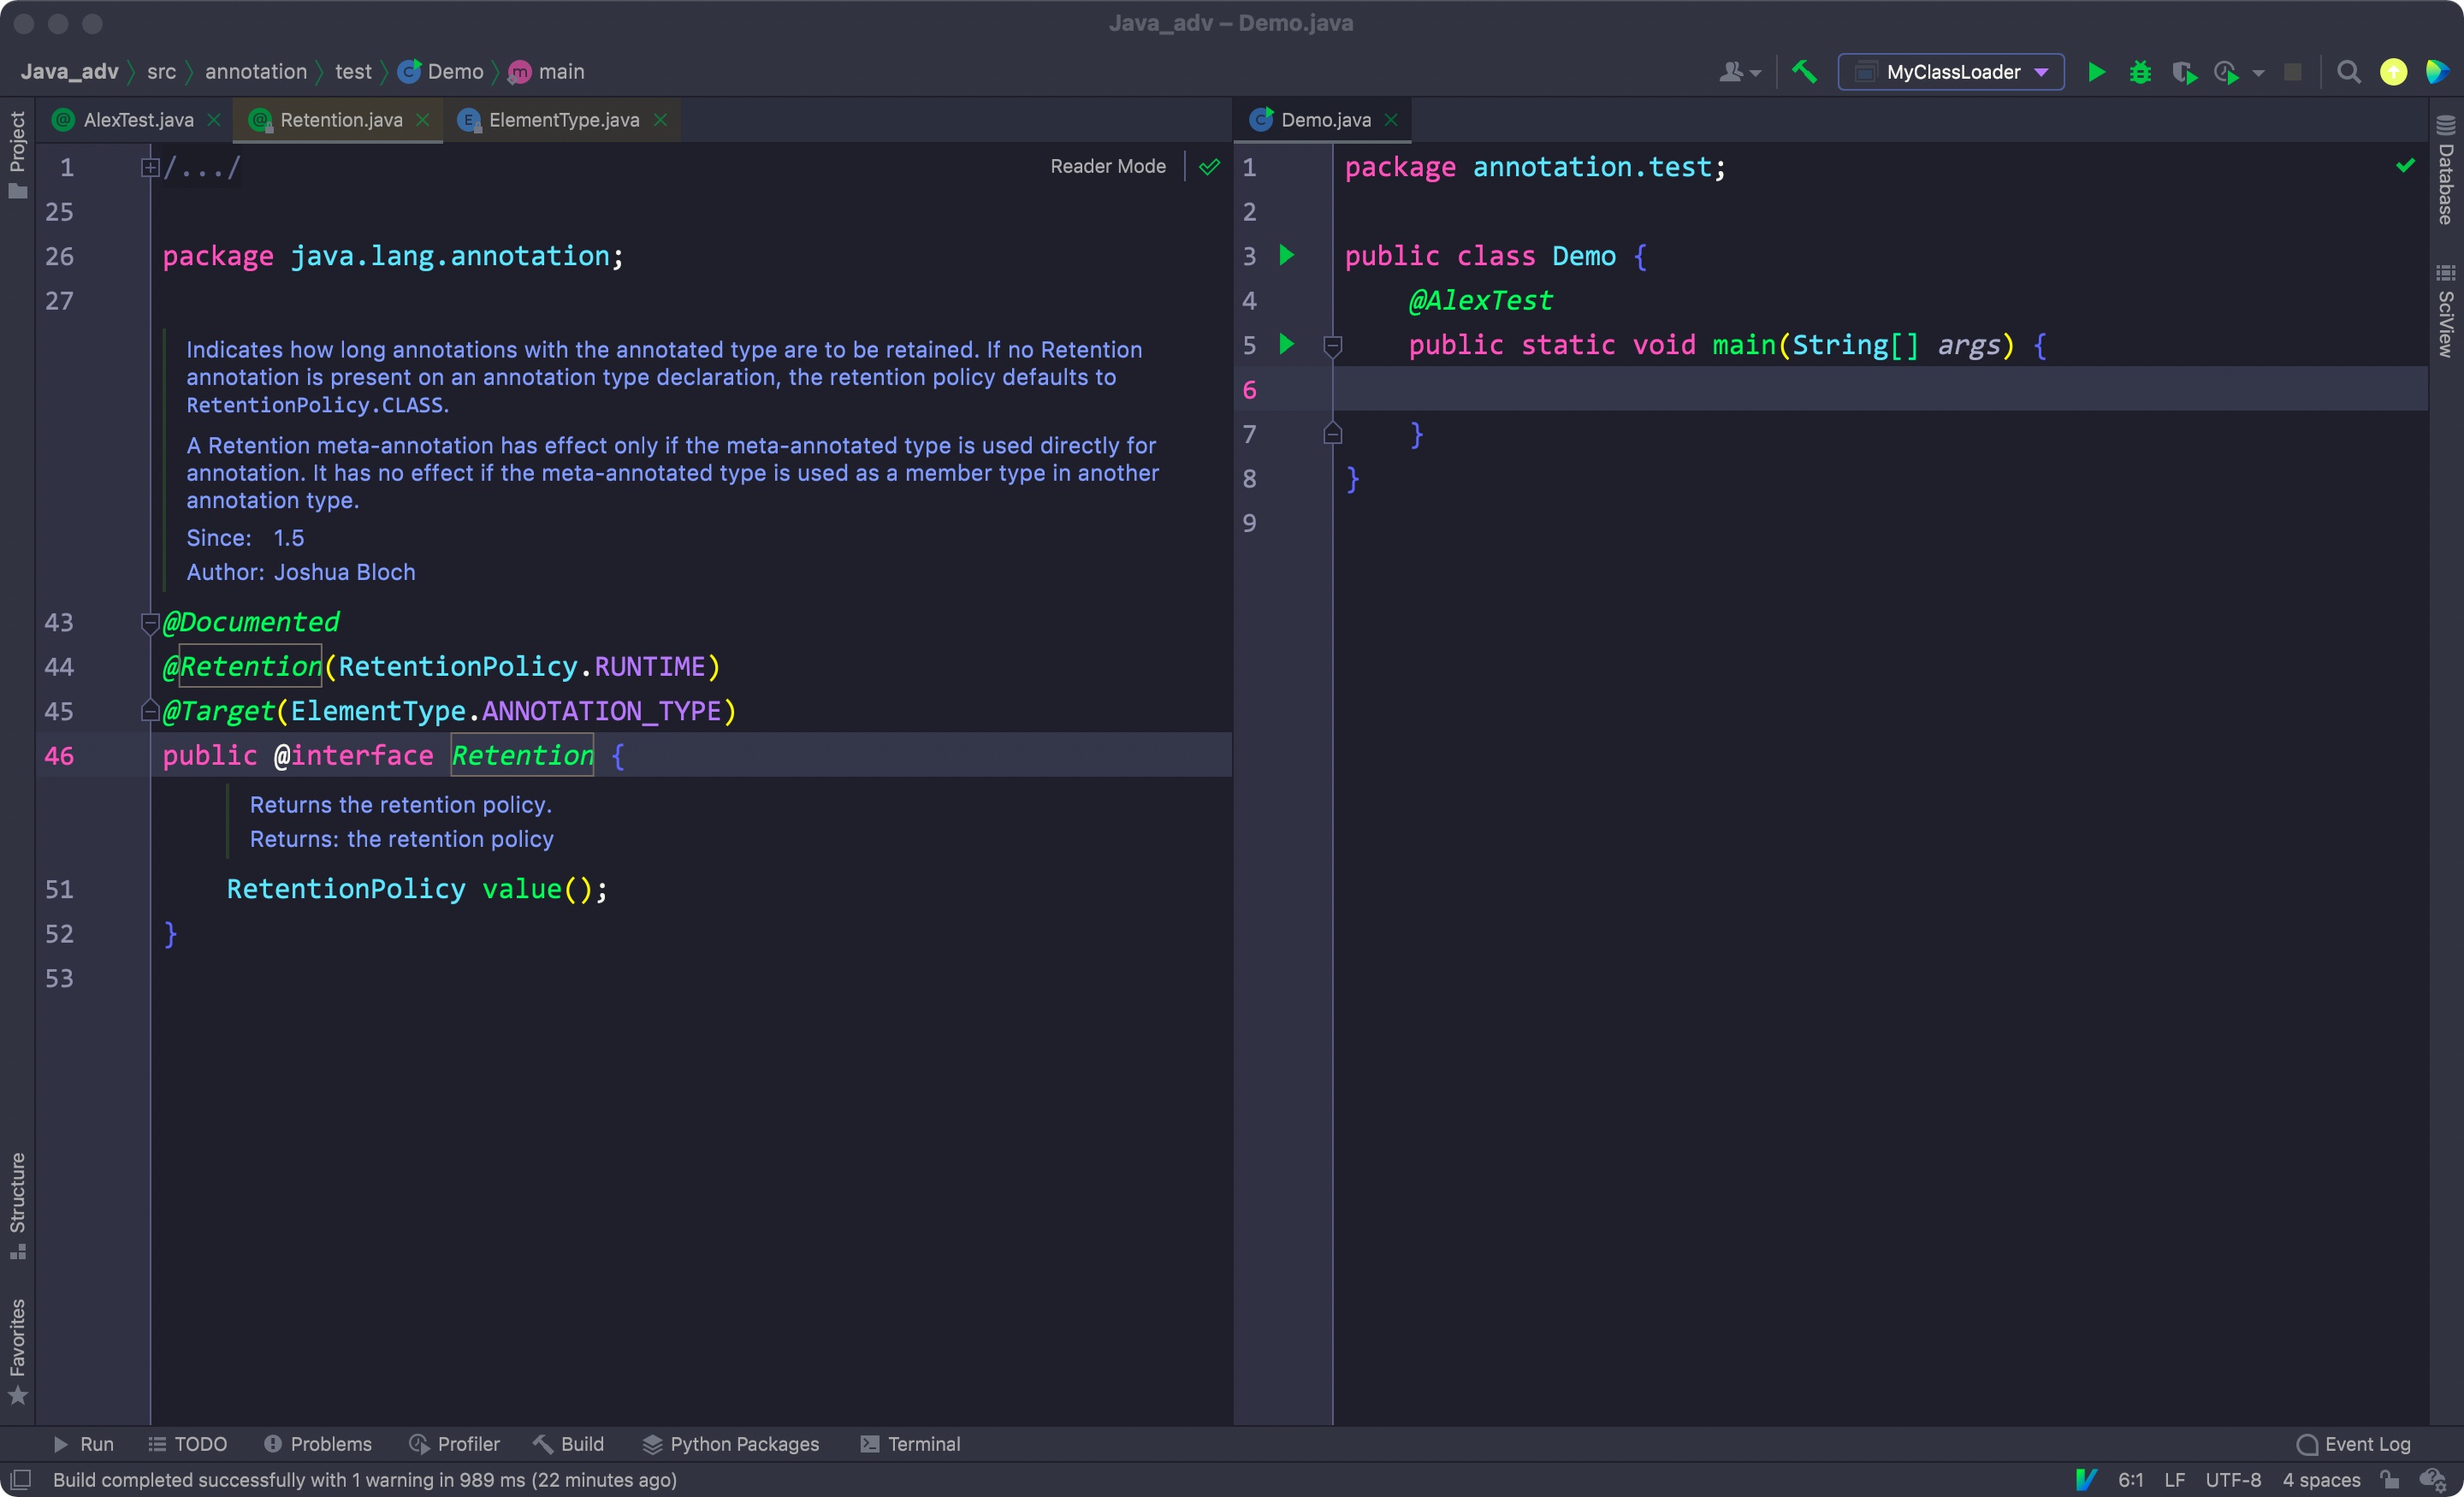 Java_adv – Demo.java
Java_adv src annotation test Demo main
MyClassLoader
Project
AlexTest.java Retention.java ElementType.java
Demo.java
Reader Mode
1 /.../
25
26 package java.lang.annotation;
27
Indicates how long annotations with the annotated type are to be retained. If no Retention
annotation is present on an annotation type declaration, the retention policy defaults to
RetentionPolicy.CLASS.
A Retention meta-annotation has effect only if the meta-annotated type is used directly for
annotation. It has no effect if the meta-annotated type is used as a member type in another
annotation type.
Since: 1.5
Author: Joshua Bloch
43 @Documented
44 @Retention(RetentionPolicy.RUNTIME)
45 @Target(ElementType.ANNOTATION_TYPE)
46 public @interface Retention {
Returns the retention policy.
Returns: the retention policy
51 RetentionPolicy value();
52 }
53
1 package annotation.test;
2
3 public class Demo {
4 @AlexTest
5 public static void main(String[] args) {
6
7 }
8 }
9
Database
SciView
Structure
Favorites
Run TODO Problems Profiler Build Python Packages Terminal
Event Log
Build completed successfully with 1 warning in 989 ms (22 minutes ago)
6:1 LF UTF-8 4 spaces